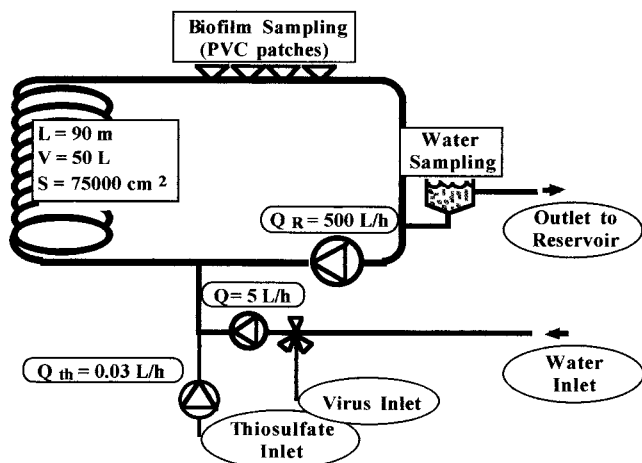 Biofilm Sampling
(PVC patches)
L = 90 m
V = 50 L
S = 75000 cm 2
Water
Sampling
Q R = 500 L/h
Outlet to
Reservoir
Q= 5 L/h
Q th = 0.03 L/h
Water
Inlet
Virus Inlet
Thiosulfate
Inlet